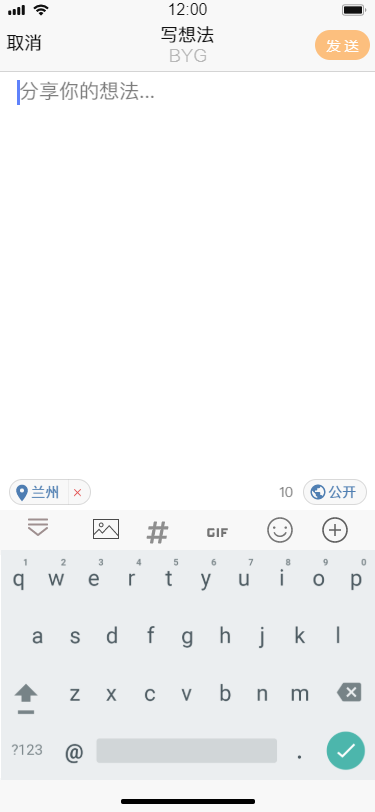 12:00
取消
写想法
BYG
发送
分享你的想法...
兰州 ×
10
公开
# GIF
1 2 3 4 5 6 7 8 9 0
q w e r t y u i o p
a s d f g h j k l
z x c v b n m
?123 @ .